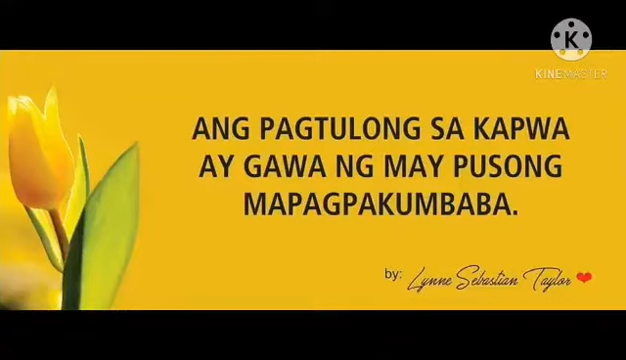 KINEMASTER
ANG PAGTULONG SA KAPWA
AY GAWA NG MAY PUSONG
MAPAGPAKUMBABA.
by: Lynne Sebastian Taylor